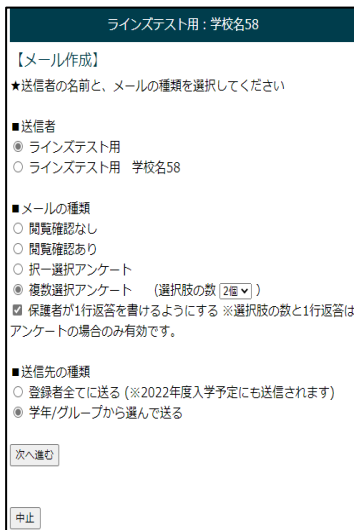 ラインズテスト用：学校名58
【メール作成】
★送信者の名前と、メールの種類を選択してください
■送信者
ラインズテスト用
ラインズテスト用　学校名58
■メールの種類
閲覧確認なし
閲覧確認あり
択一選択アンケート
複数選択アンケート　（選択肢の数 2個 ）
保護者が1行返答を書けるようにする ※選択肢の数と1行返答は
アンケートの場合のみ有効です。
■送信先の種類
登録者全てに送る (※2022年度入学予定にも送信されます)
学年/グループから選んで送る
次へ進む
中止